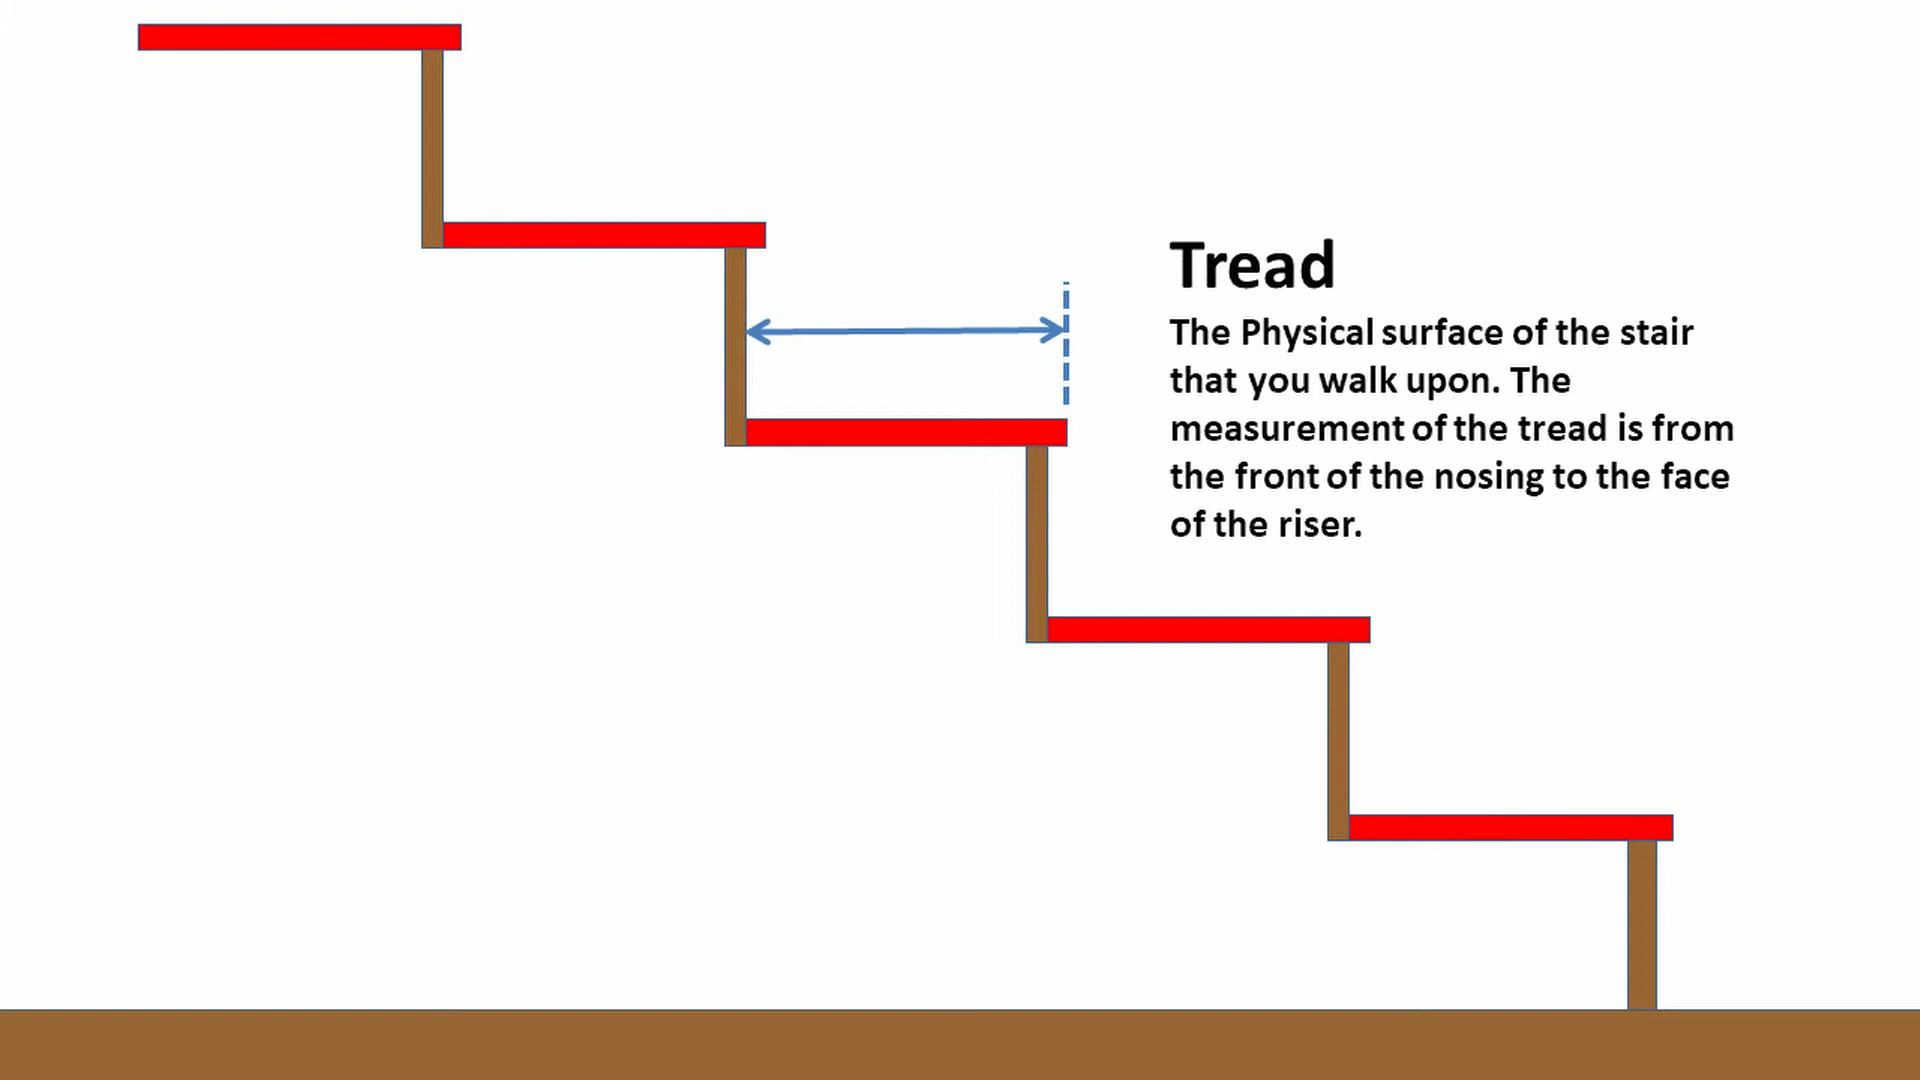 Tread
The Physical surface of the stair
that you walk upon. The
measurement of the tread is from
the front of the nosing to the face
of the riser.